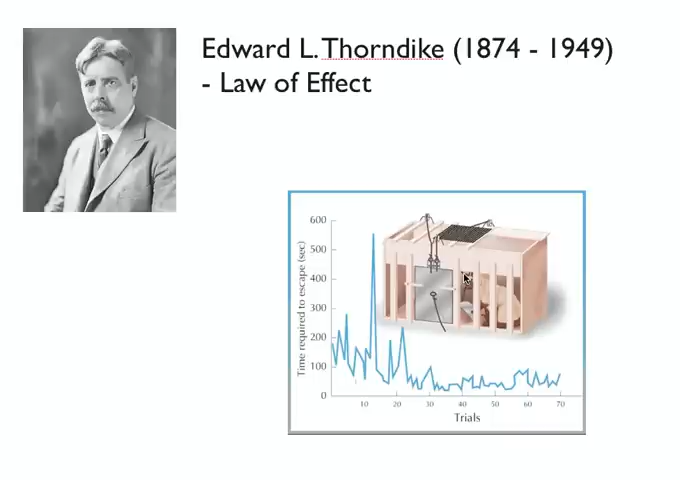 Edward L. Thorndike (1874 - 1949)
- Law of Effect
Time required to escape (sec)
600
500
400
300
200
100
0
10 20 30 40 50 60 70
Trials